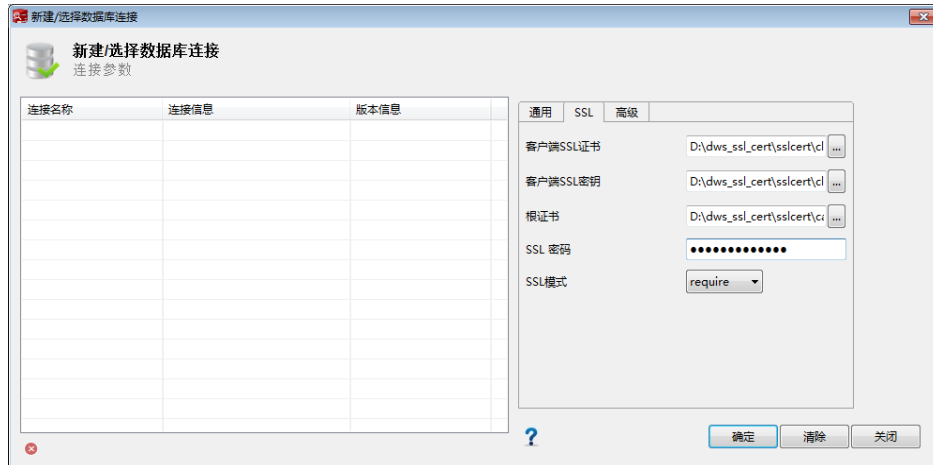 新建/选择数据库连接
新建/选择数据库连接
连接参数
连接名称 连接信息 版本信息
通用 SSL 高级
客户端SSL证书 D:\dws_ssl_cert\sslcert\cl ...
客户端SSL密钥 D:\dws_ssl_cert\sslcert\cl ...
根证书 D:\dws_ssl_cert\sslcert\ca ...
SSL 密码 •••••••••••••
SSL模式 require
?
确定 清除 关闭